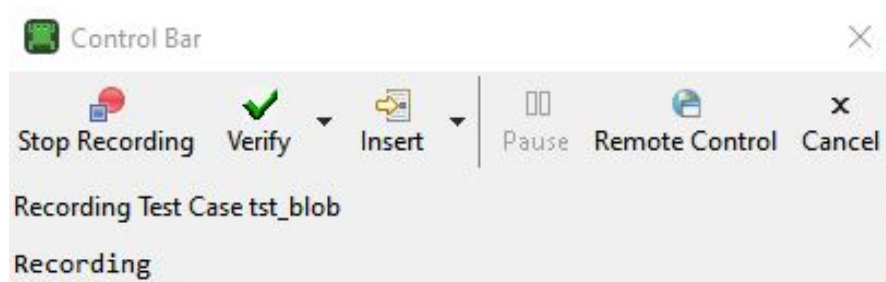 Control Bar
Stop Recording Verify Insert Pause Remote Control Cancel
Recording Test Case tst_blob
Recording